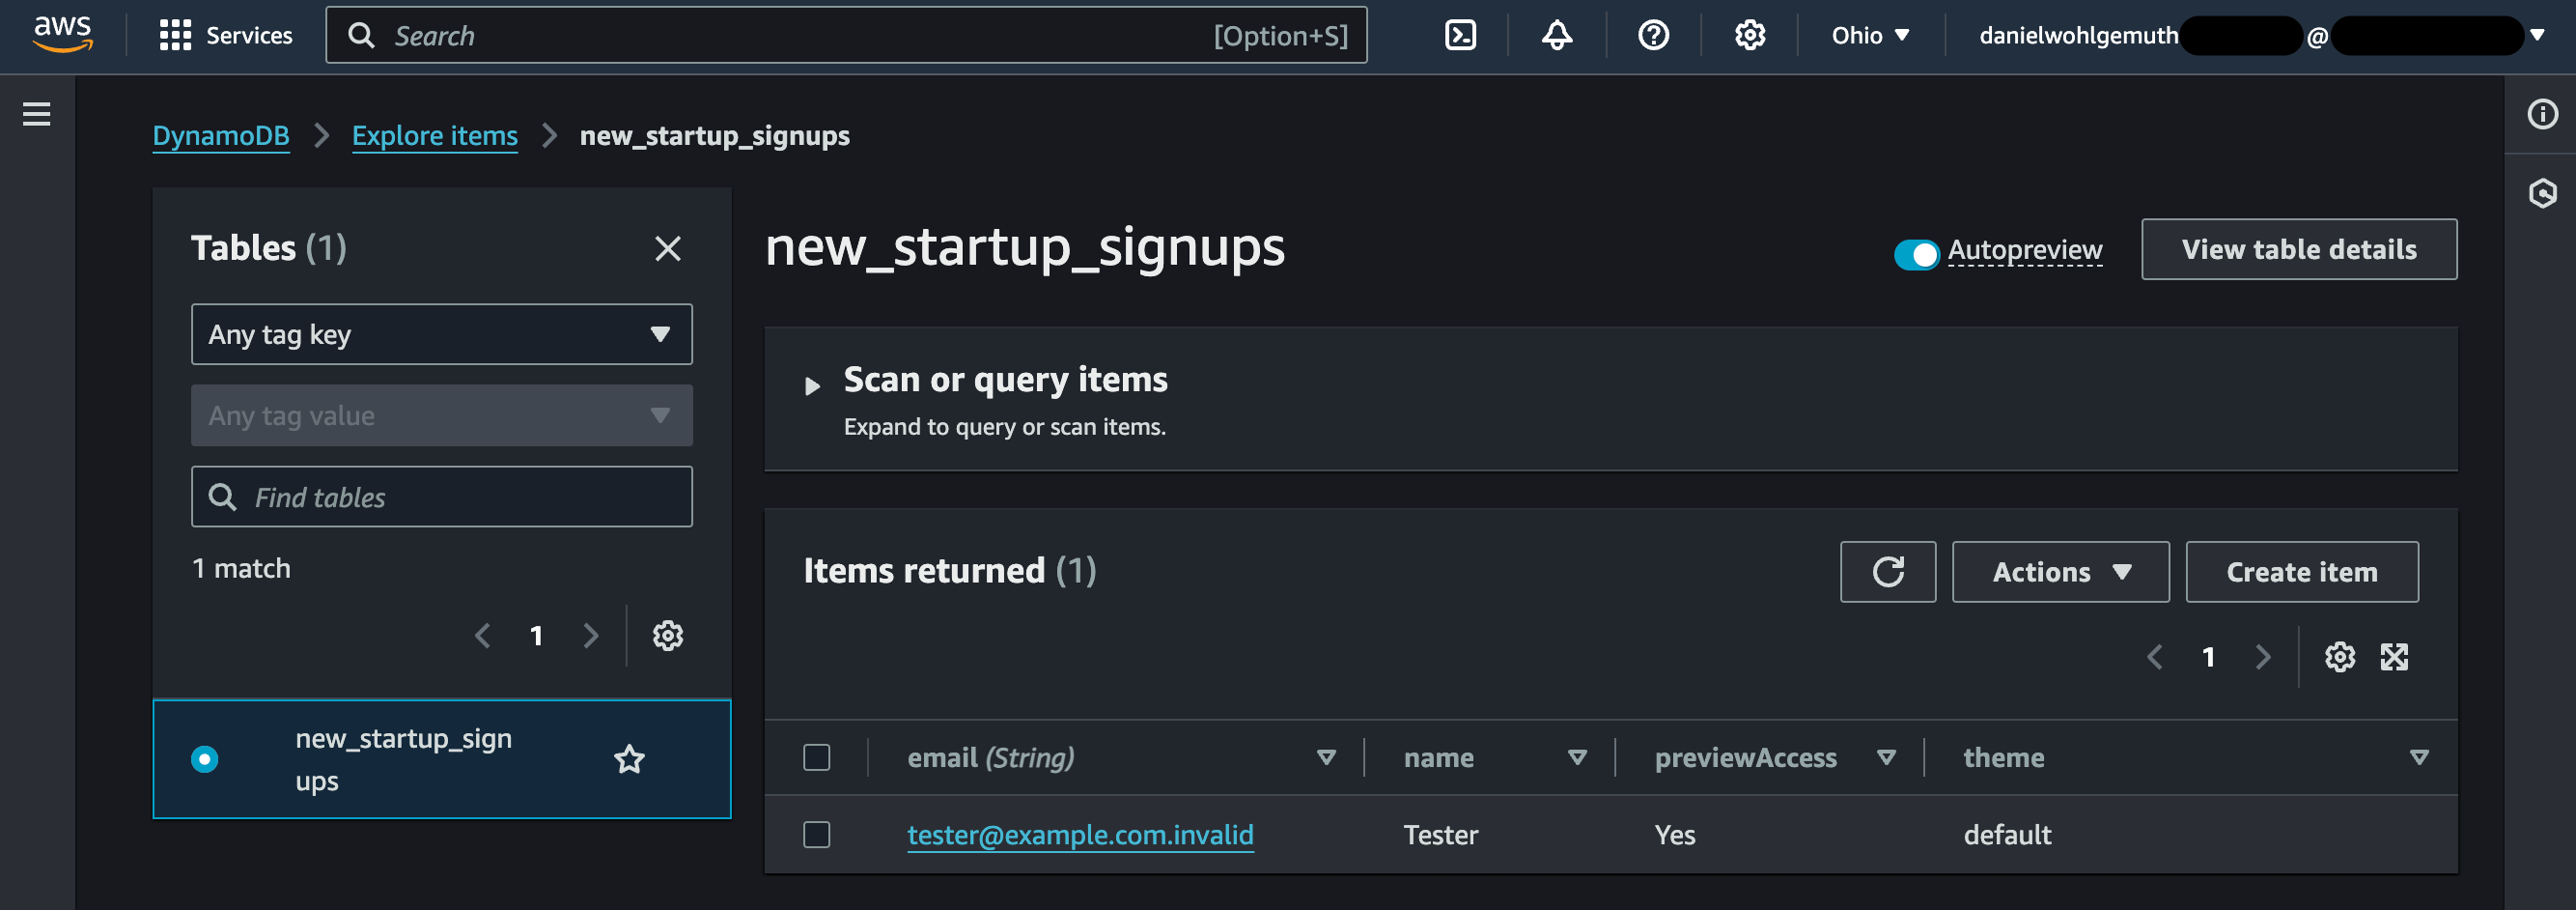 aws Services Search [Option+S] Ohio danielwohlgemuth @
DynamoDB Explore items new_startup_signups
Tables (1)
Any tag key
Any tag value
Find tables
1 match
1
new_startup_sign
ups
new_startup_signups
Autopreview View table details
Scan or query items
Expand to query or scan items.
Items returned (1)
Actions Create item
1
email (String) name previewAccess theme
tester@example.com.invalid Tester Yes default